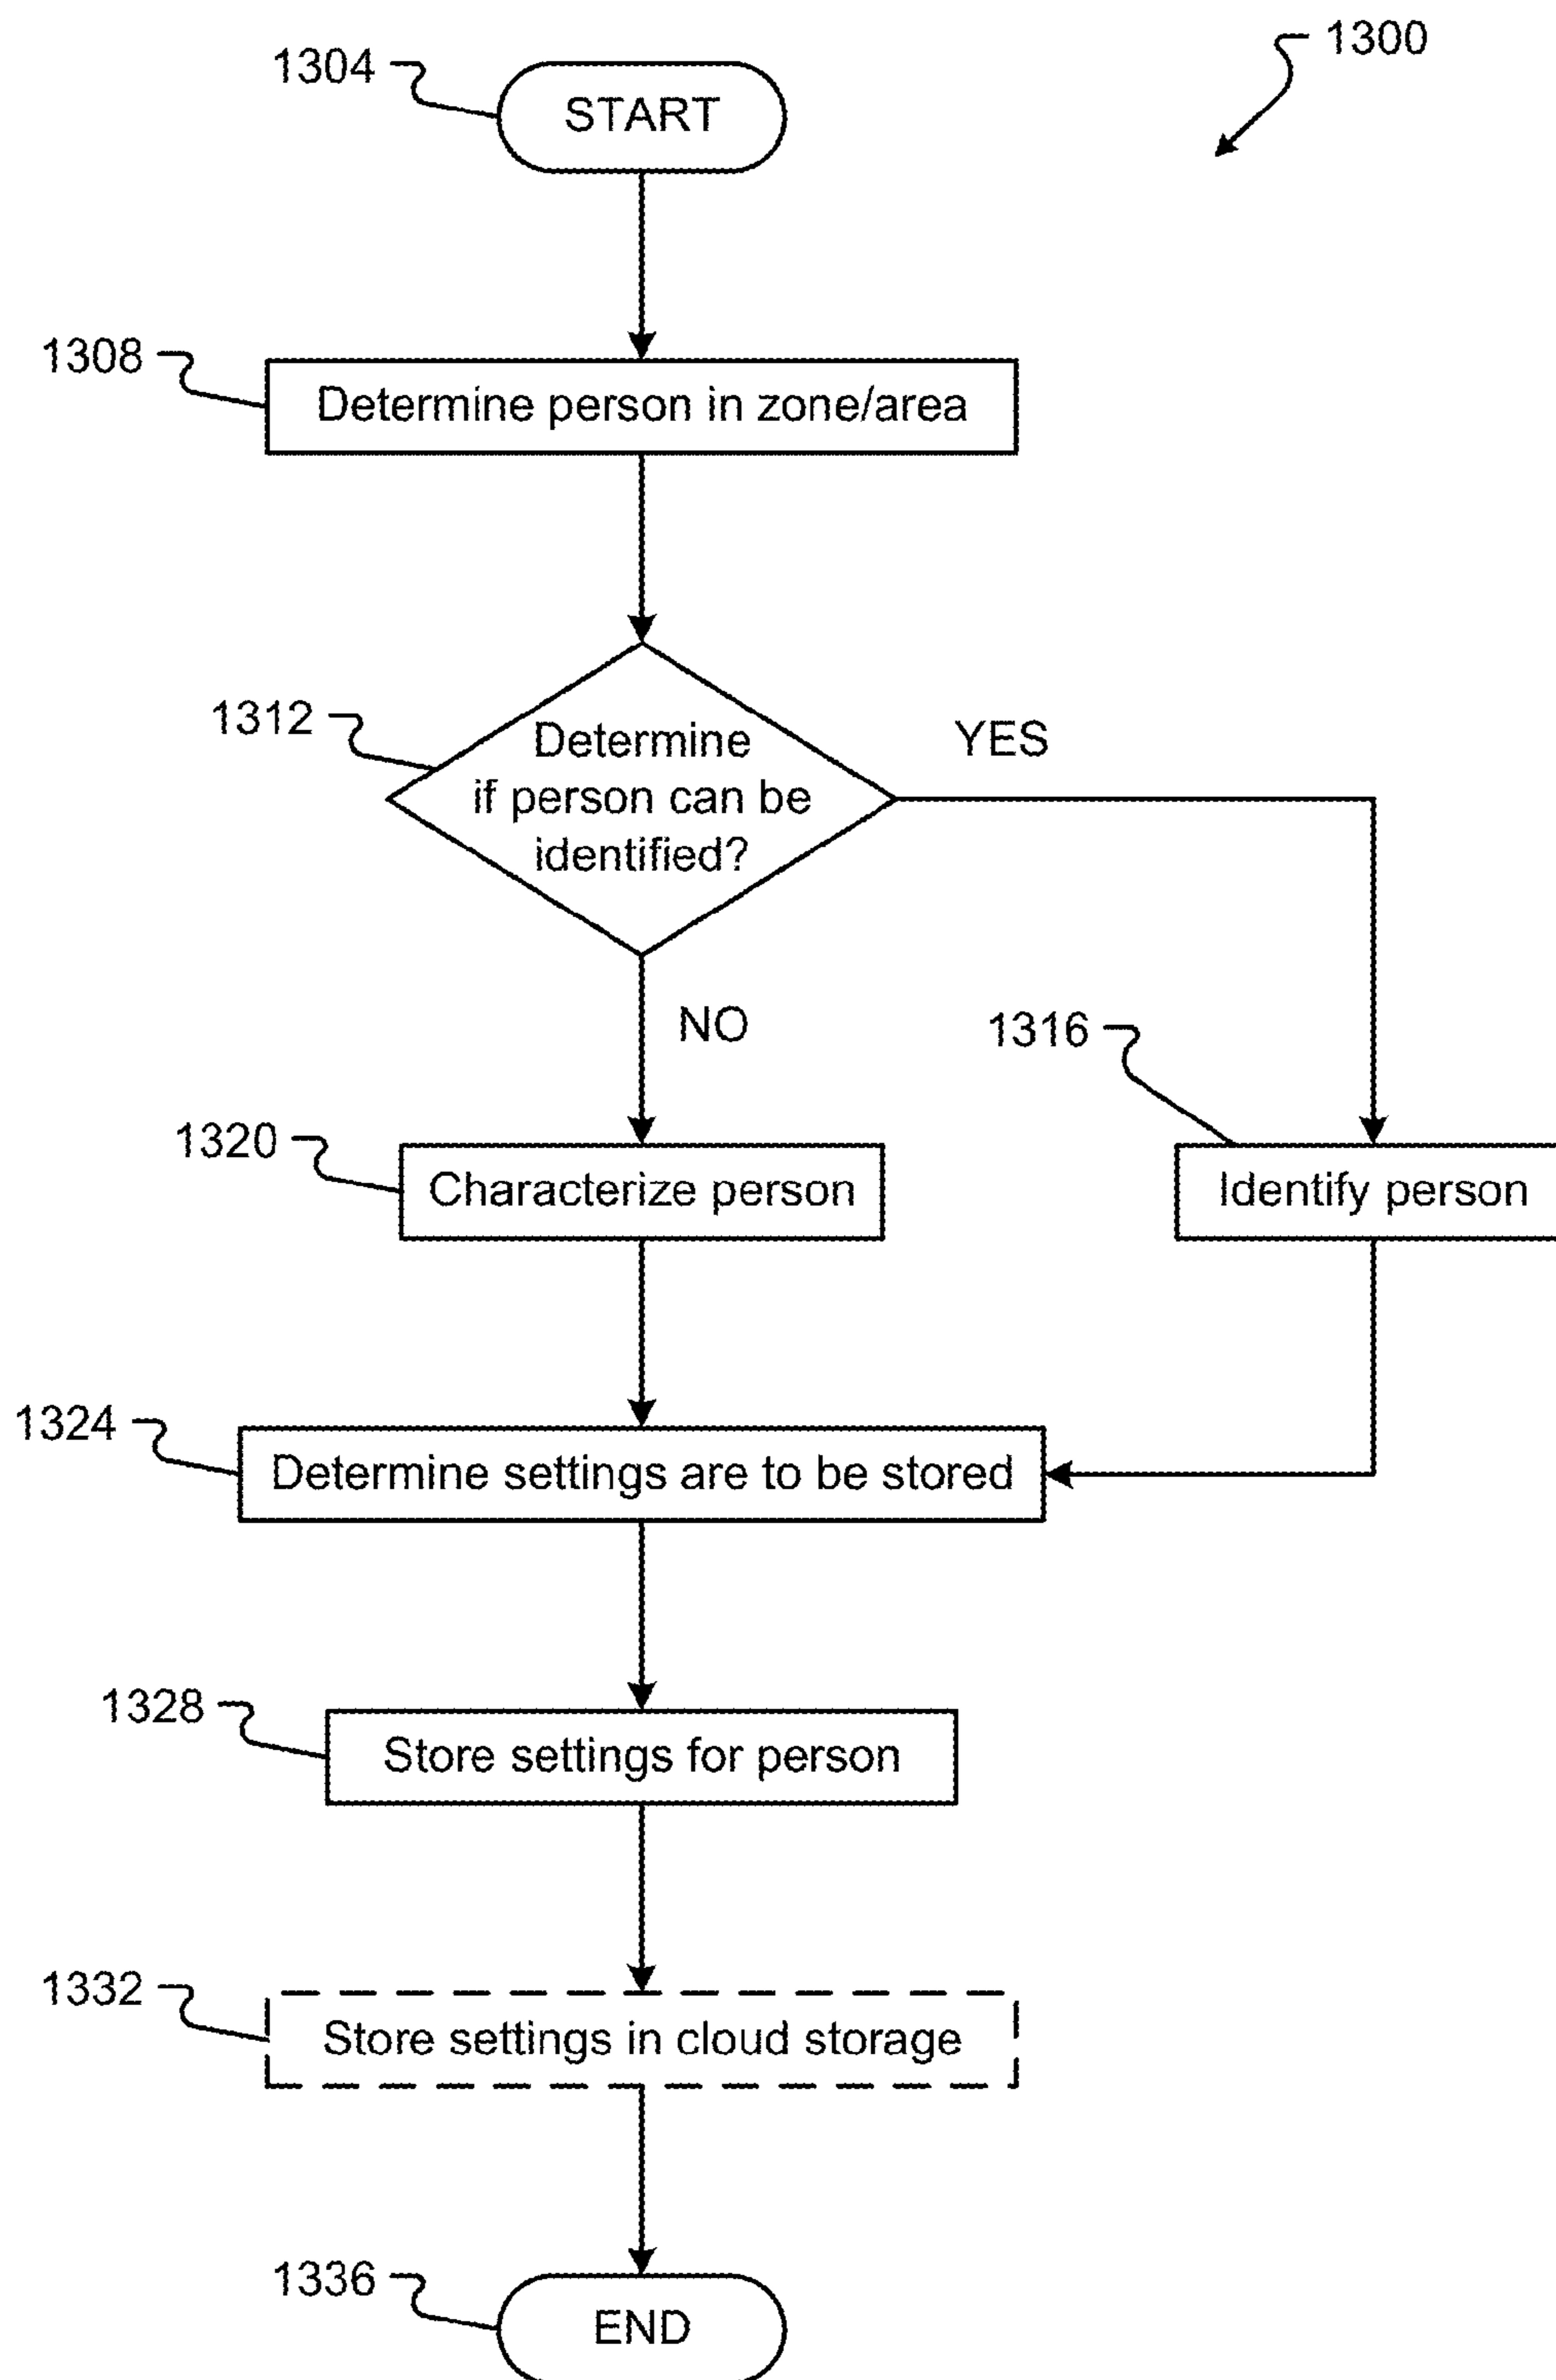 1300
1304
START
1308
Determine person in zone/area
1312
Determine
if person can be
identified?
YES
NO
1316
1320
Characterize person
Identify person
1324
Determine settings are to be stored
1328
Store settings for person
1332
Store settings in cloud storage
1336
END